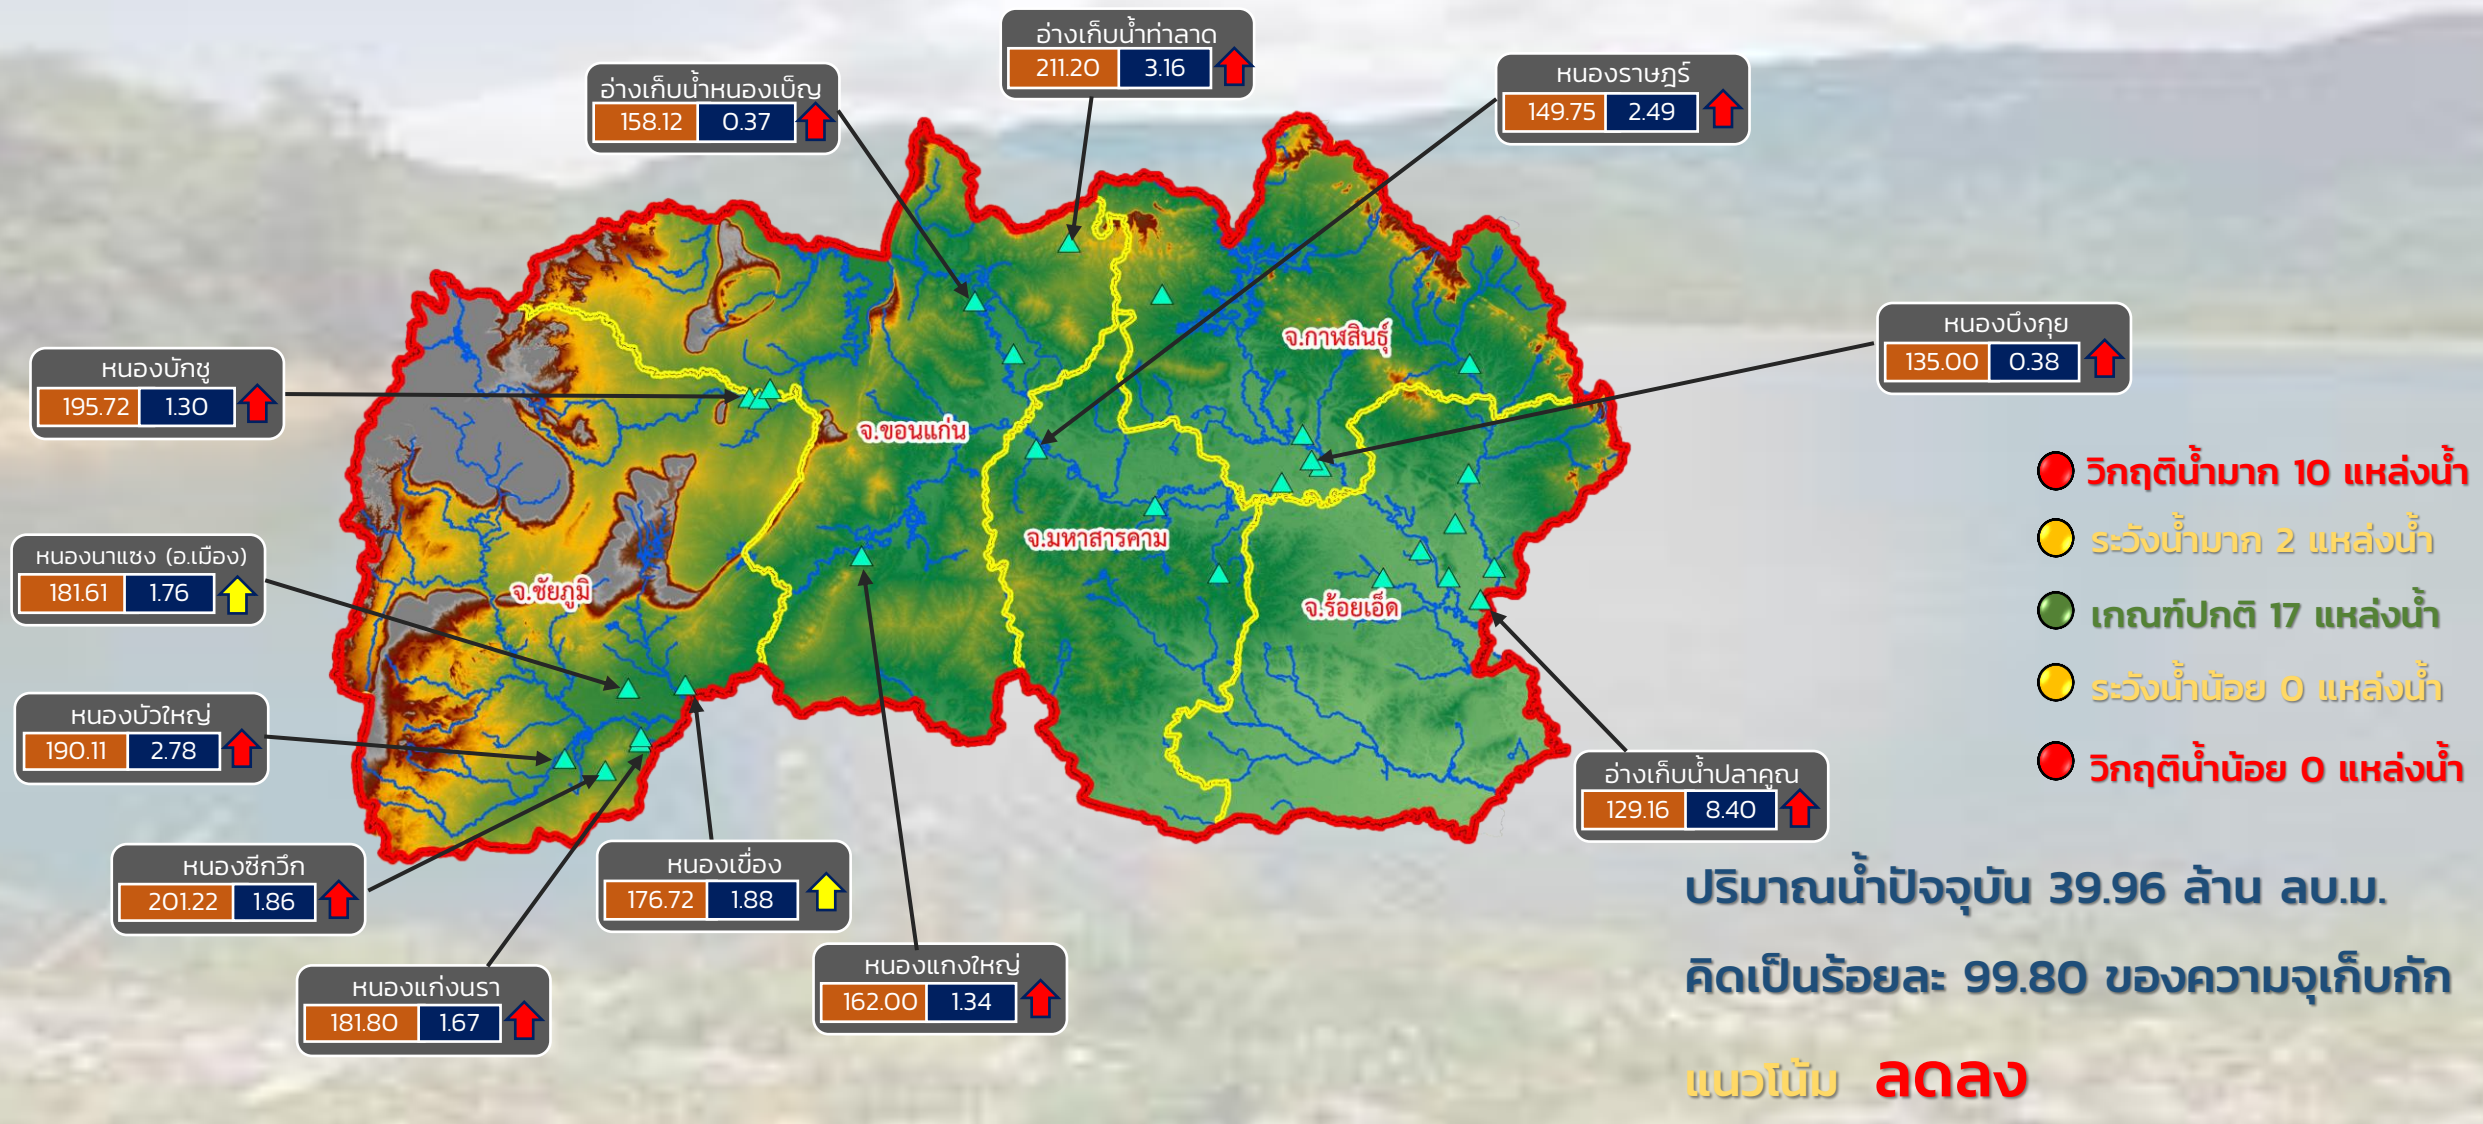 อ่างเก็บน้ำท่าลาด
211.20 3.16
หนองราษฎร์
149.75 2.49
อ่างเก็บน้ำหนองเบ็ญ
158.12 0.37
หนองบึงกุย
135.00 0.38
หนองบักชู
195.72 1.30
จ.กาฬสินธุ์
จ.ขอนแก่น
จ.มหาสารคาม
จ.ชัยภูมิ
จ.ร้อยเอ็ด
หนองนาแซง (อ.เมือง)
181.61 1.76
หนองบัวใหญ่
190.11 2.78
หนองซีกวึก
201.22 1.86
หนองแก่งนรา
181.80 1.67
หนองเขื่อง
176.72 1.88
หนองแกงใหญ่
162.00 1.34
อ่างเก็บน้ำปลาคูณ
129.16 8.40
วิกฤติน้ำมาก 10 แหล่งน้ำ
ระวังน้ำมาก 2 แหล่งน้ำ
เกณฑ์ปกติ 17 แหล่งน้ำ
ระวังน้ำน้อย 0 แหล่งน้ำ
วิกฤติน้ำน้อย 0 แหล่งน้ำ
ปริมาณน้ำปัจจุบัน 39.96 ล้าน ลบ.ม.
คิดเป็นร้อยละ 99.80 ของความจุเก็บกัก
แนวโน้ม ลดลง